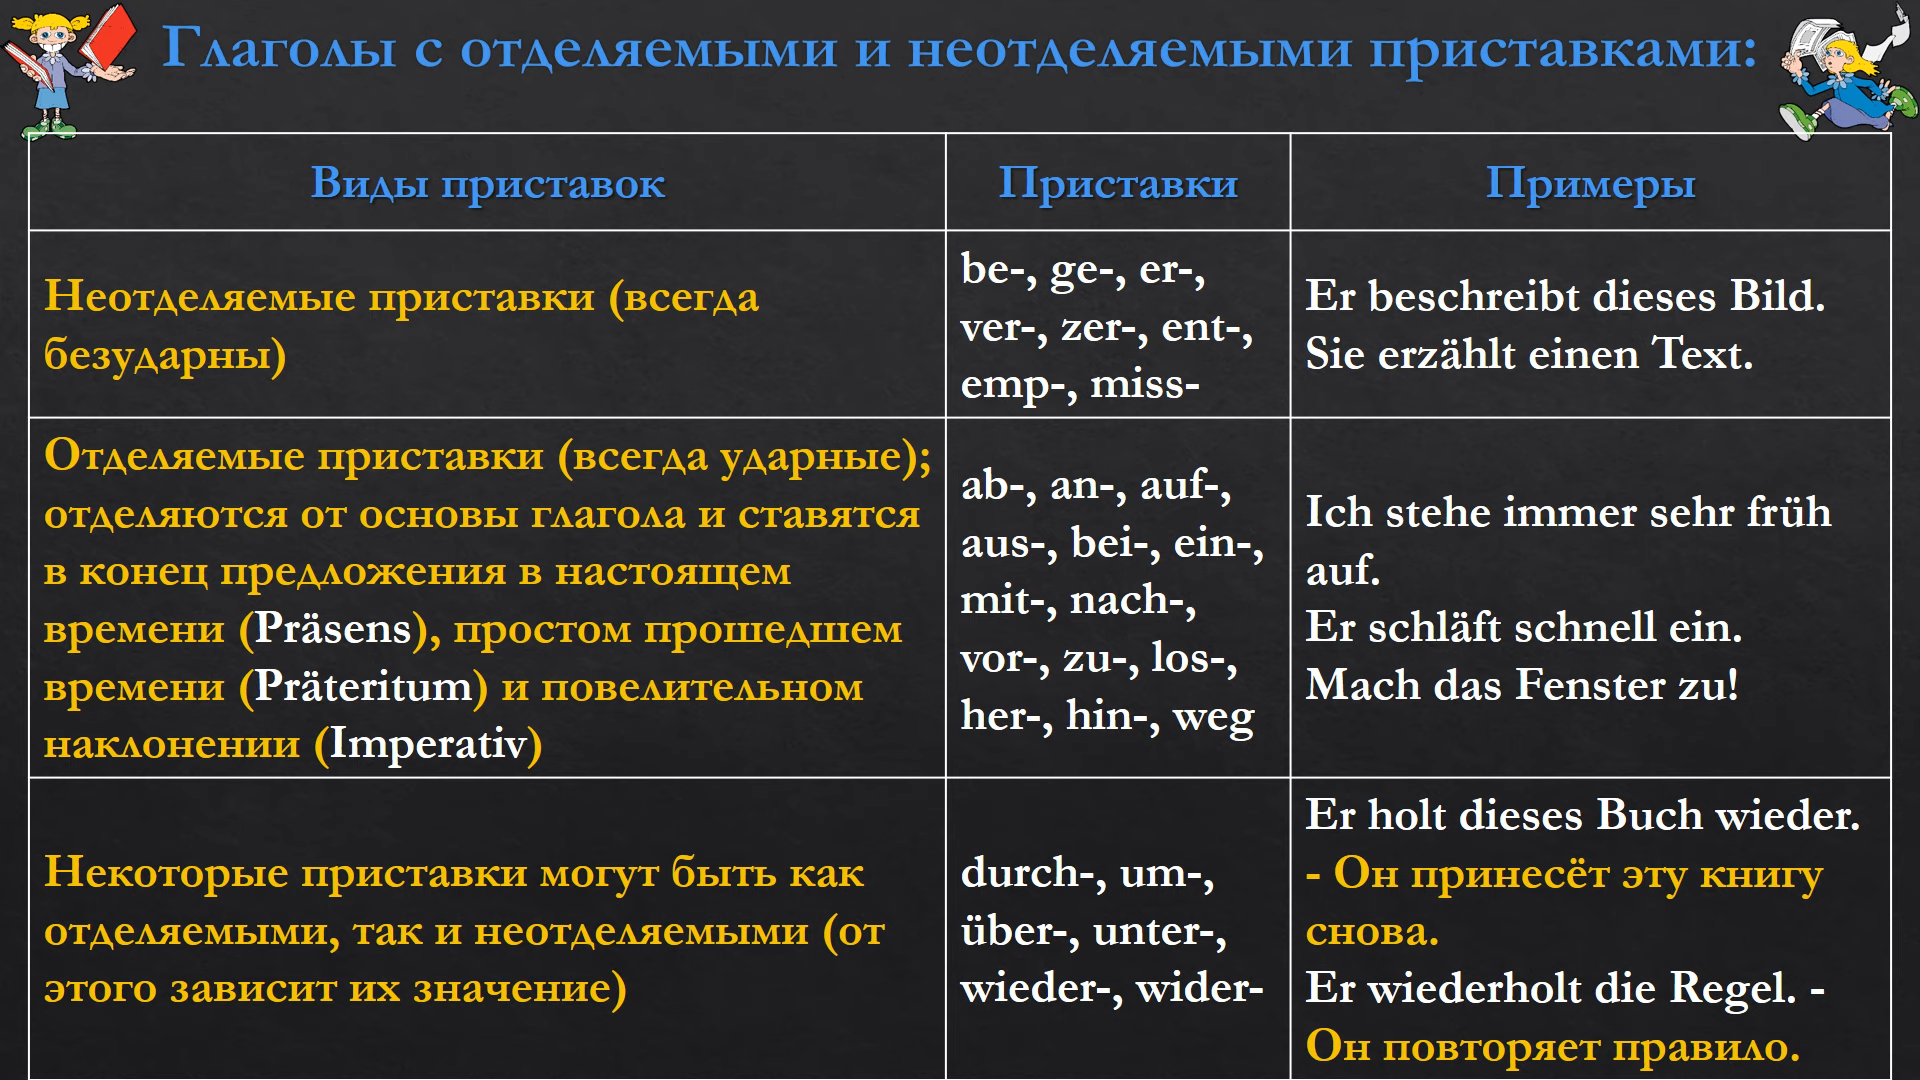 Глаголы с отделяемыми и неотделяемыми приставками:
Виды приставок
Приставки
Примеры
Неотделяемые приставки (всегда
безударны)
be-, ge-, er-,
ver-, zer-, ent-,
emp-, miss-
Er beschreibt dieses Bild.
Sie erzählt einen Text.
Отделяемые приставки (всегда ударные);
отделяются от основы глагола и ставятся
в конец предложения в настоящем
времени (Präsens), простом прошедшем
времени (Präteritum) и повелительном
наклонении (Imperativ)
ab-, an-, auf-,
aus-, bei-, ein-,
mit-, nach-,
vor-, zu-, los-,
her-, hin-, weg
Ich stehe immer sehr früh
auf.
Er schläft schnell ein.
Mach das Fenster zu!
Некоторые приставки могут быть как
отделяемыми, так и неотделяемыми (от
этого зависит их значение)
durch-, um-,
über-, unter-,
wieder-, wider-
Er holt dieses Buch wieder.
- Он принесёт эту книгу
снова.
Er wiederholt die Regel. -
Он повторяет правило.